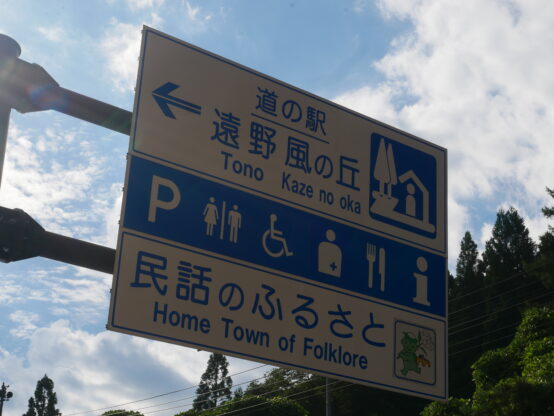 道の駅
遠野 風の丘
Tono Kaze no oka
P
民話のふるさと
Home Town of Folklore